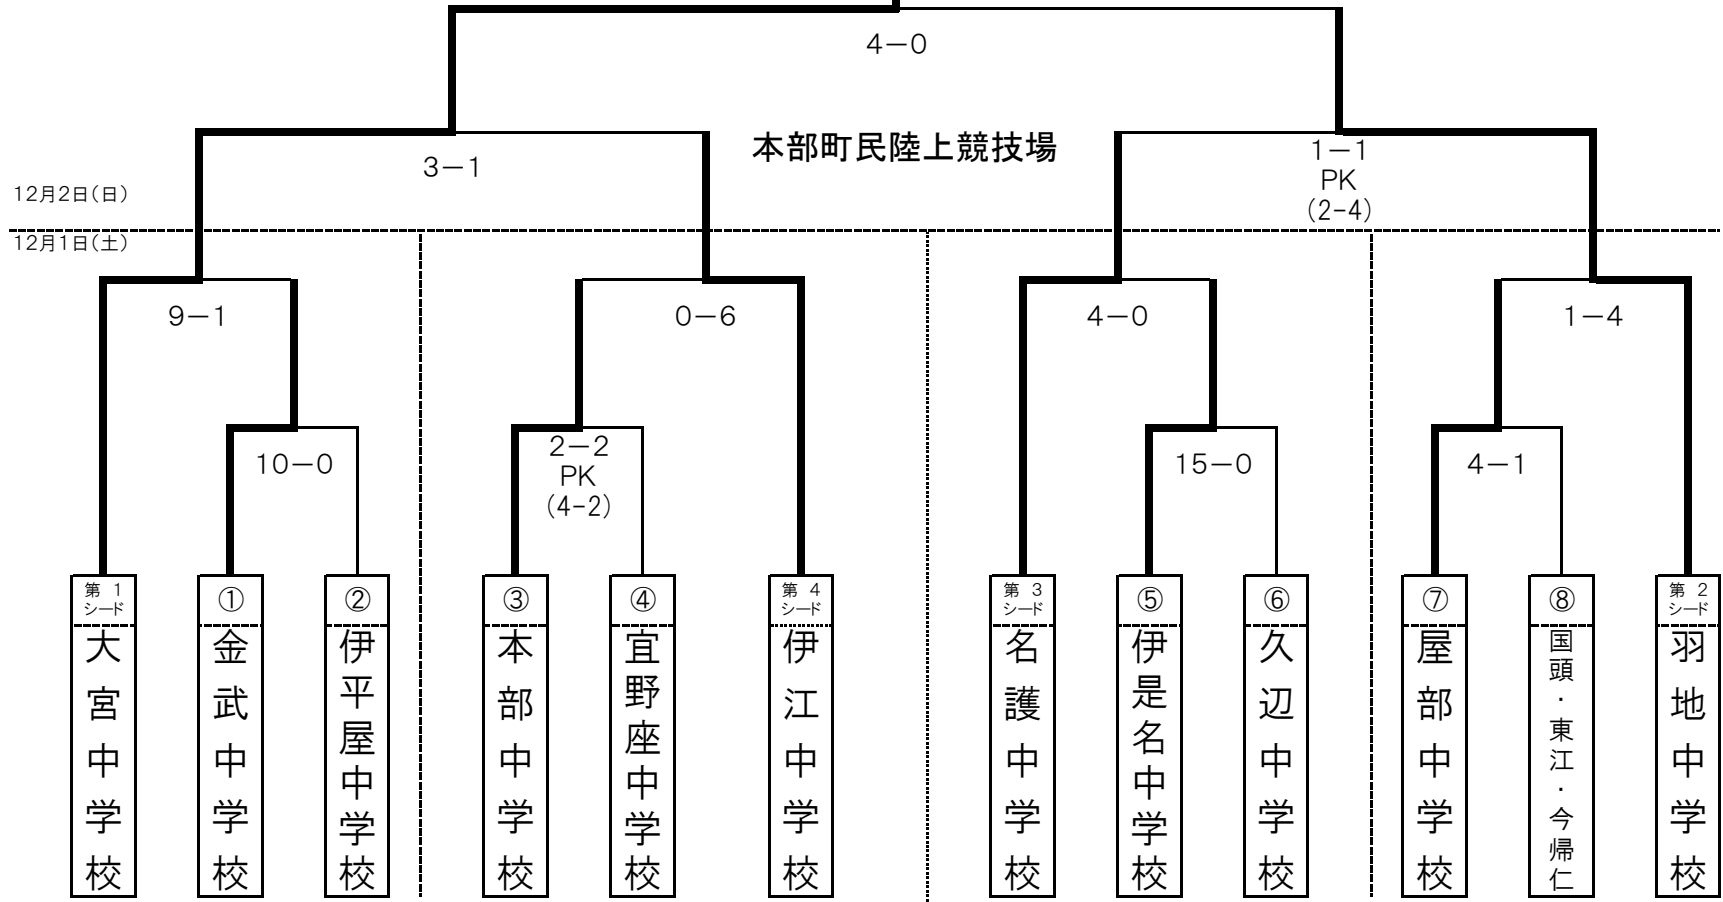 4−0
本部町民陸上競技場
3−1
1−1
PK
(2-4)
12月2日(日)
12月1日(土)
9−1
0−6
4−0
1−4
10−0
2−2
PK
(4-2)
15−0
4−1
第1シード
大宮中学校
①
金武中学校
②
伊平屋中学校
③
本部中学校
④
宜野座中学校
第4シード
伊江中学校
第3シード
名護中学校
⑤
伊是名中学校
⑥
久辺中学校
⑦
屋部中学校
⑧
国頭・東江・今帰仁
第2シード
羽地中学校